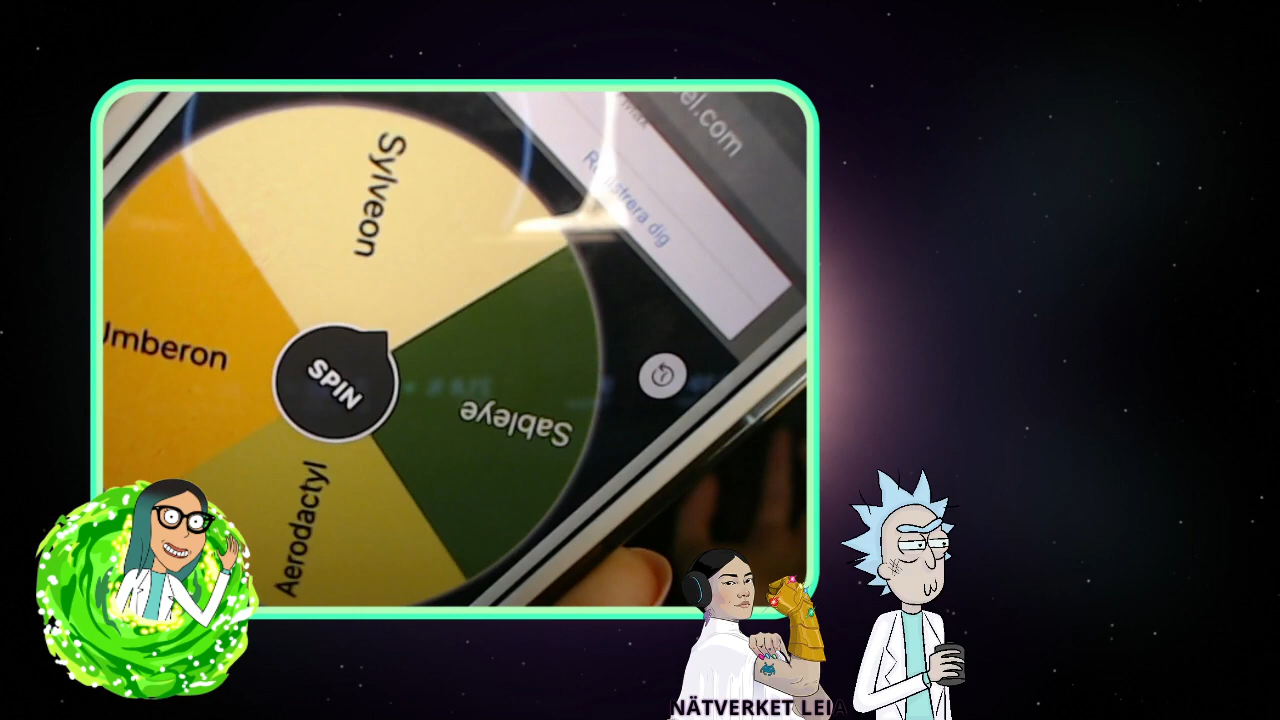 el.com
Registrera dig
Sylveon
Umberon
SPIN
Sableye
Aerodactyl
NÄTVERKET LEIA